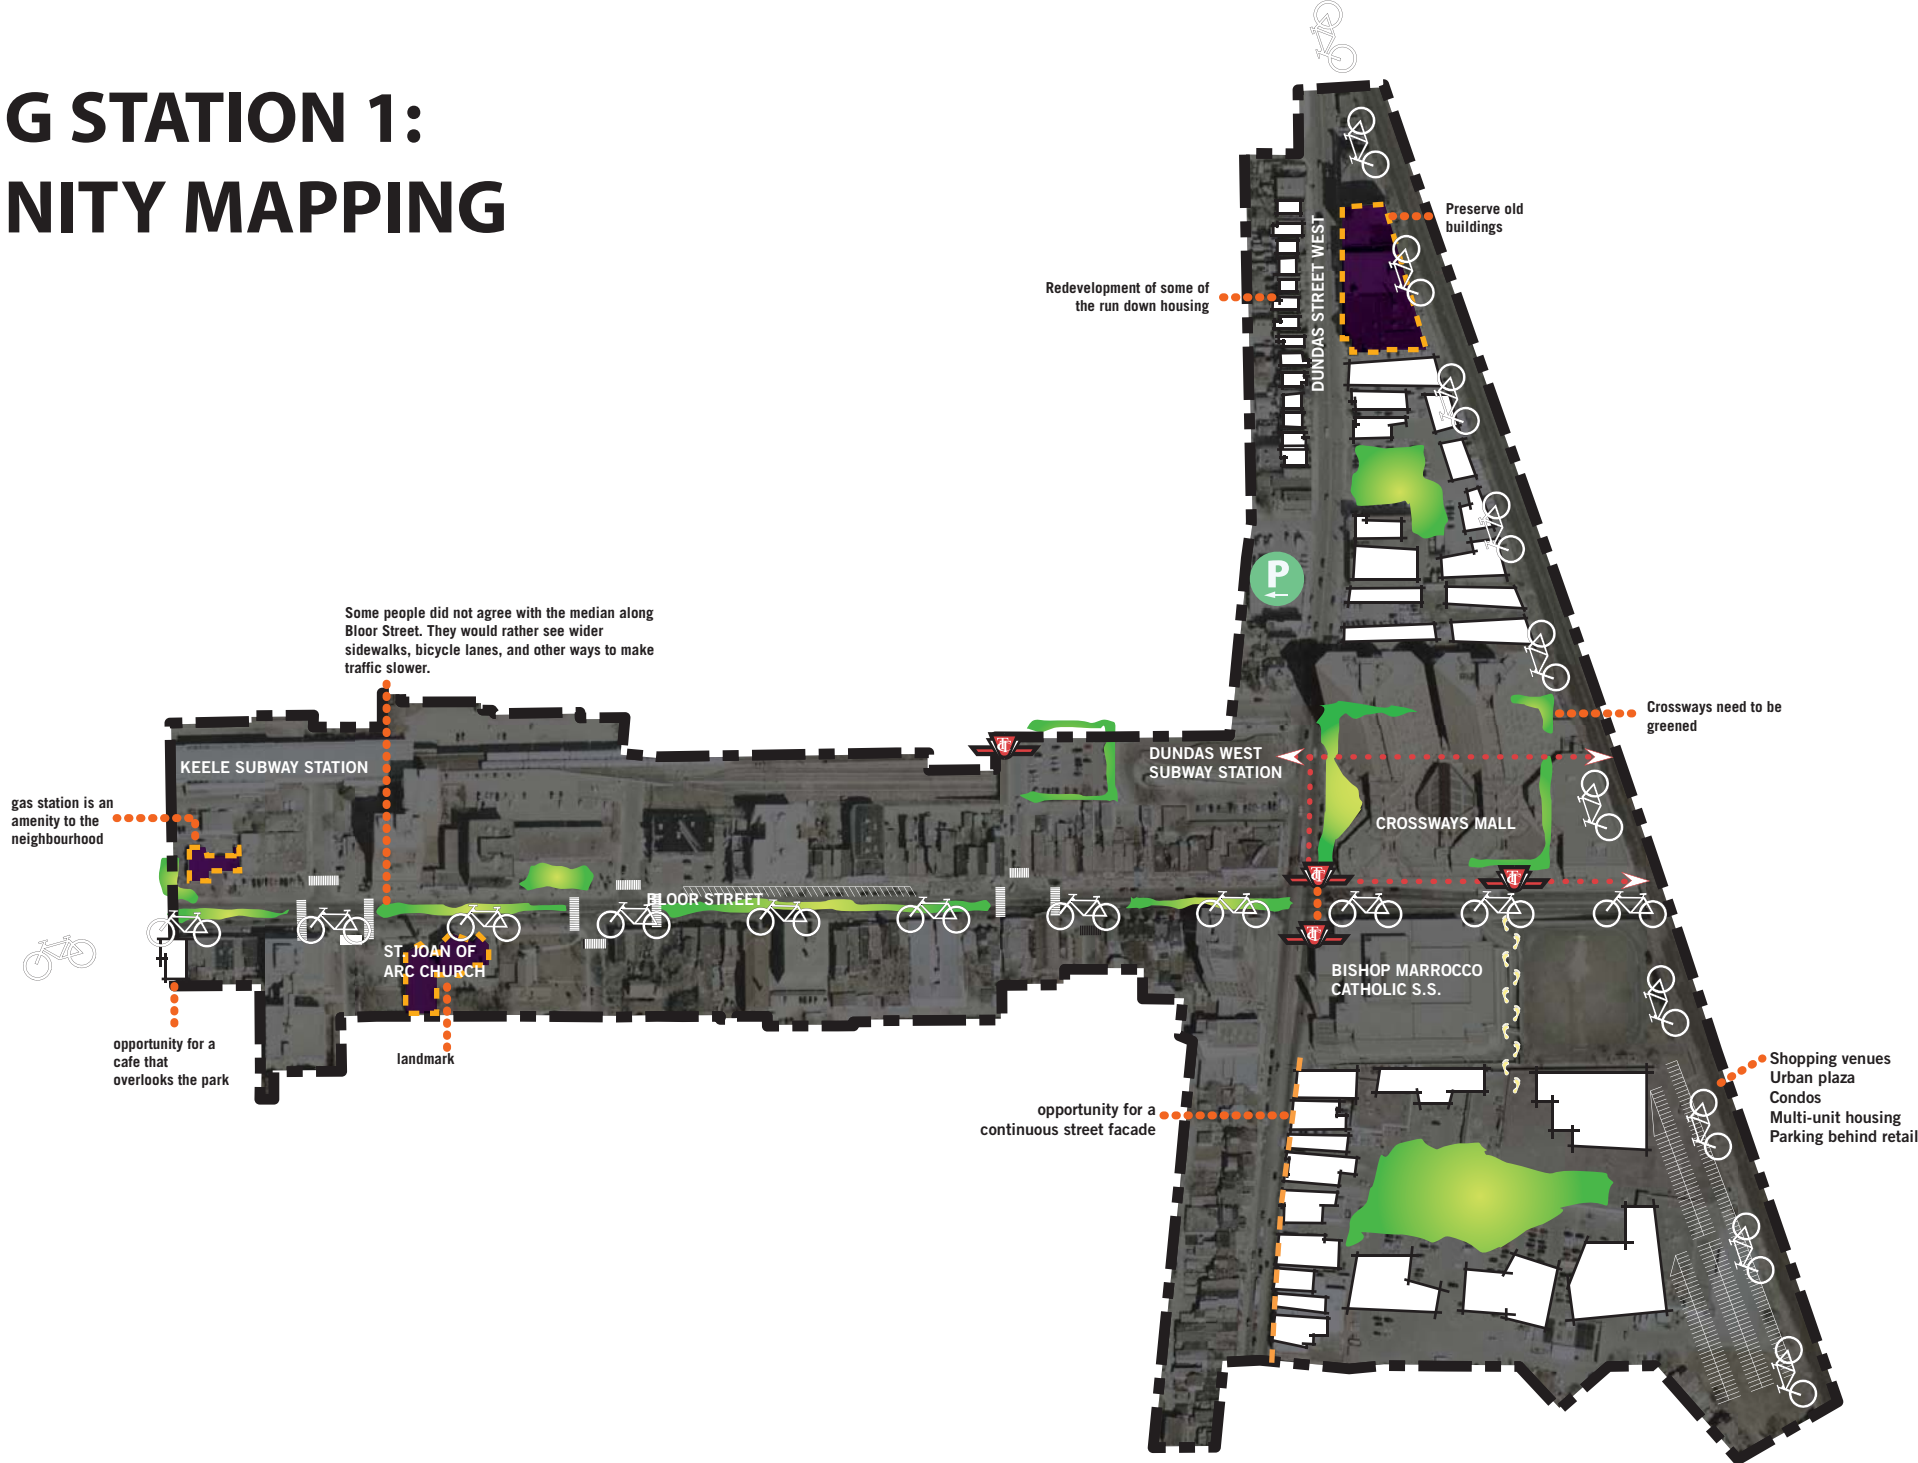 G STATION 1:
NITY MAPPING
Preserve old
buildings
Redevelopment of some of
the run down housing
DUNDAS STREET WEST
P
Some people did not agree with the median along
Bloor Street. They would rather see wider
sidewalks, bicycle lanes, and other ways to make
traffic slower.
Crossways need to be
greened
KEELE SUBWAY STATION
DUNDAS WEST
SUBWAY STATION
gas station is an
amenity to the
neighbourhood
CROSSWAYS MALL
BLOOR STREET
ST. JOAN OF
ARC CHURCH
BISHOP MARROCCO
CATHOLIC S.S.
opportunity for a
cafe that
overlooks the park
landmark
Shopping venues
Urban plaza
Condos
Multi-unit housing
Parking behind retail
opportunity for a
continuous street facade